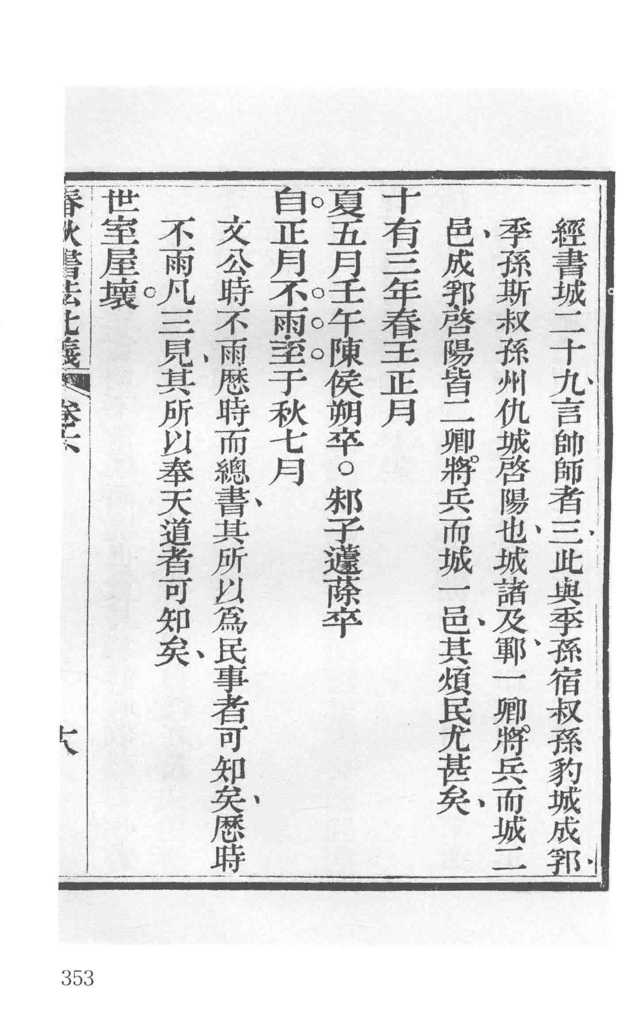 經書城二十九、言帥師者三、此與季孫宿叔孫豹城成郛、
季孫斯叔孫州仇城啓陽也、城諸及鄆、一卿將兵而城二
邑、成郛啓陽皆二卿將兵而城一邑、其煩民尤甚矣、
十有三年春王正月
夏五月壬午陳侯朔卒○邾子蘧蒢卒
自正月不雨至于秋七月
文公時不雨歷時而總書、其所以爲民事者可知矣、歷時
不雨凡三見、其所以奉天道者可知矣、
世室屋壞
春秋書法比義 卷六 大
353